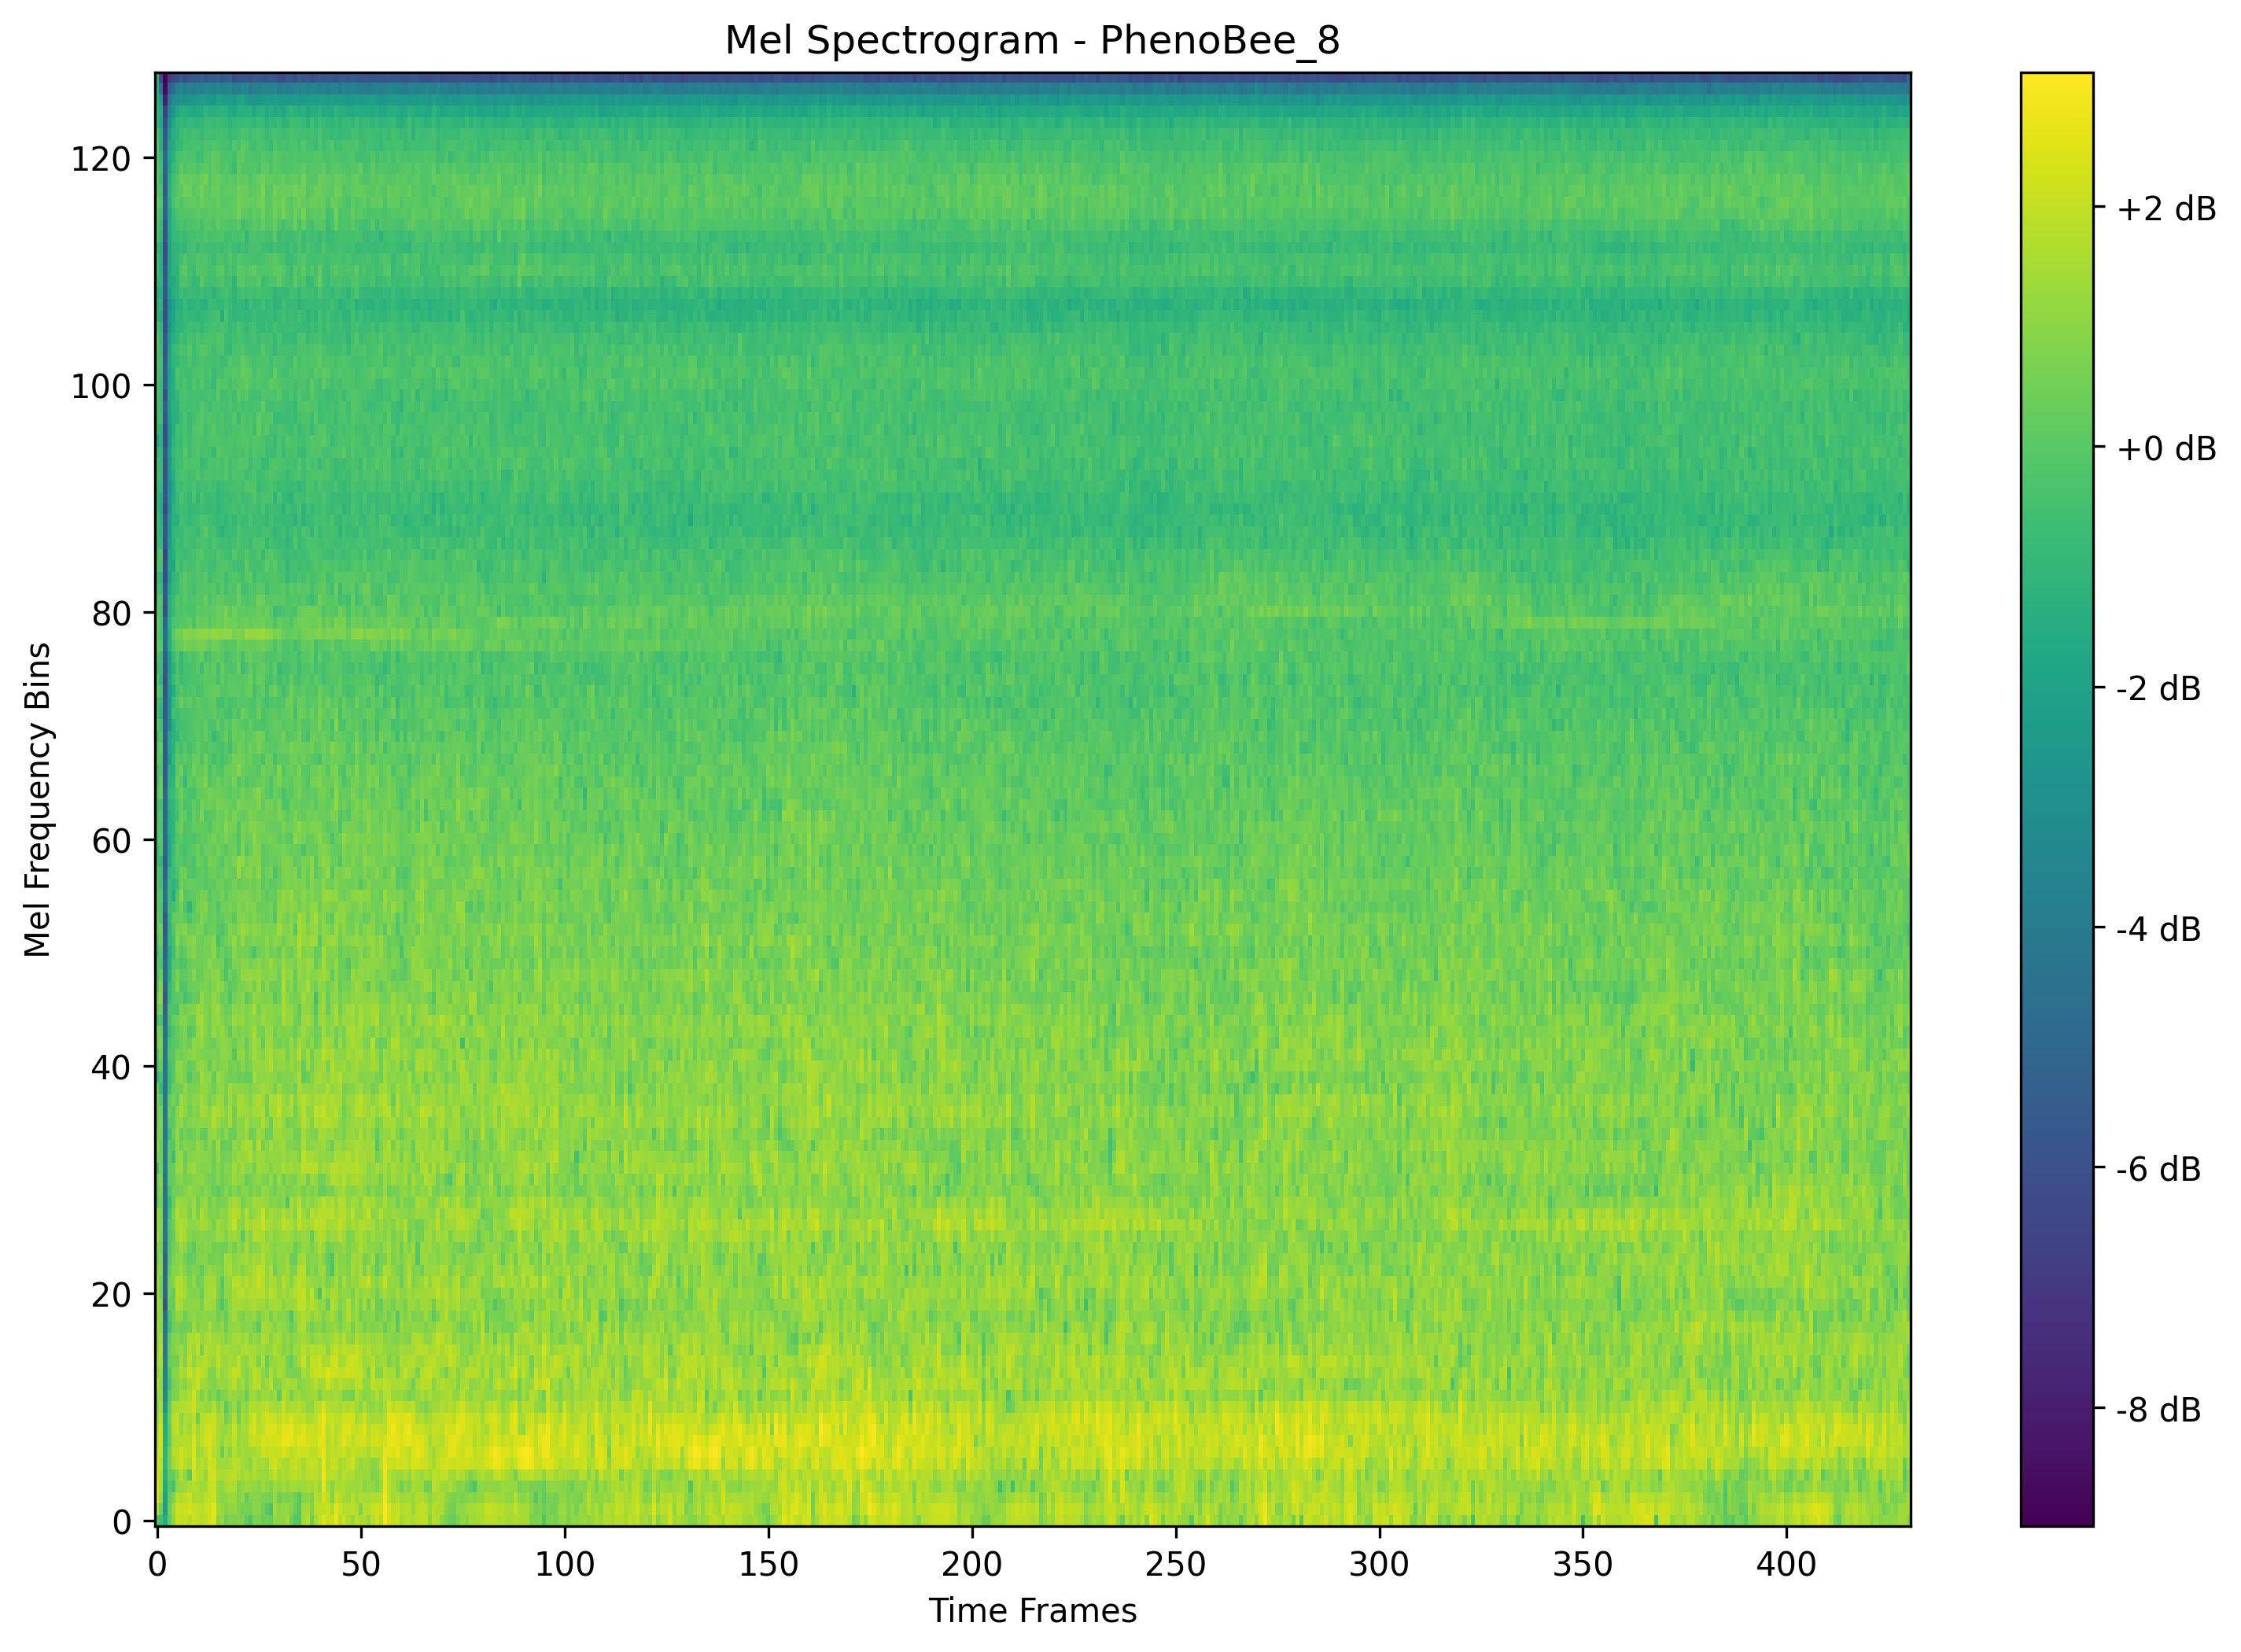 Mel Spectrogram - PhenoBee_8
Mel Frequency Bins
120
100
80
60
40
20
0
0 50 100 150 200 250 300 350 400
Time Frames
+2 dB
+0 dB
-2 dB
-4 dB
-6 dB
-8 dB